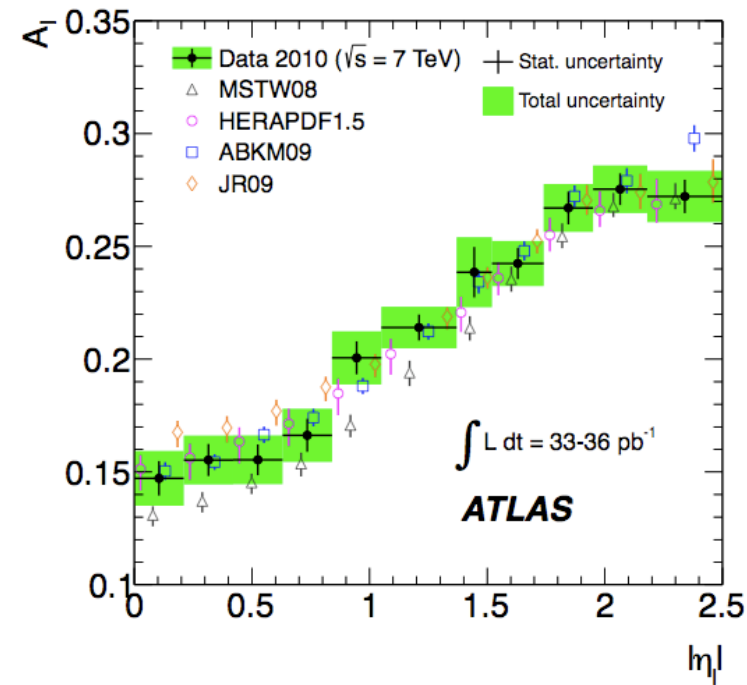 A_l
0.35
0.3
0.25
0.2
0.15
0.1
Data 2010 (√s = 7 TeV)
MSTW08
HERAPDF1.5
ABKM09
JR09
Stat. uncertainty
Total uncertainty
∫ L dt = 33-36 pb⁻¹
ATLAS
0 0.5 1 1.5 2 2.5
|η_l|